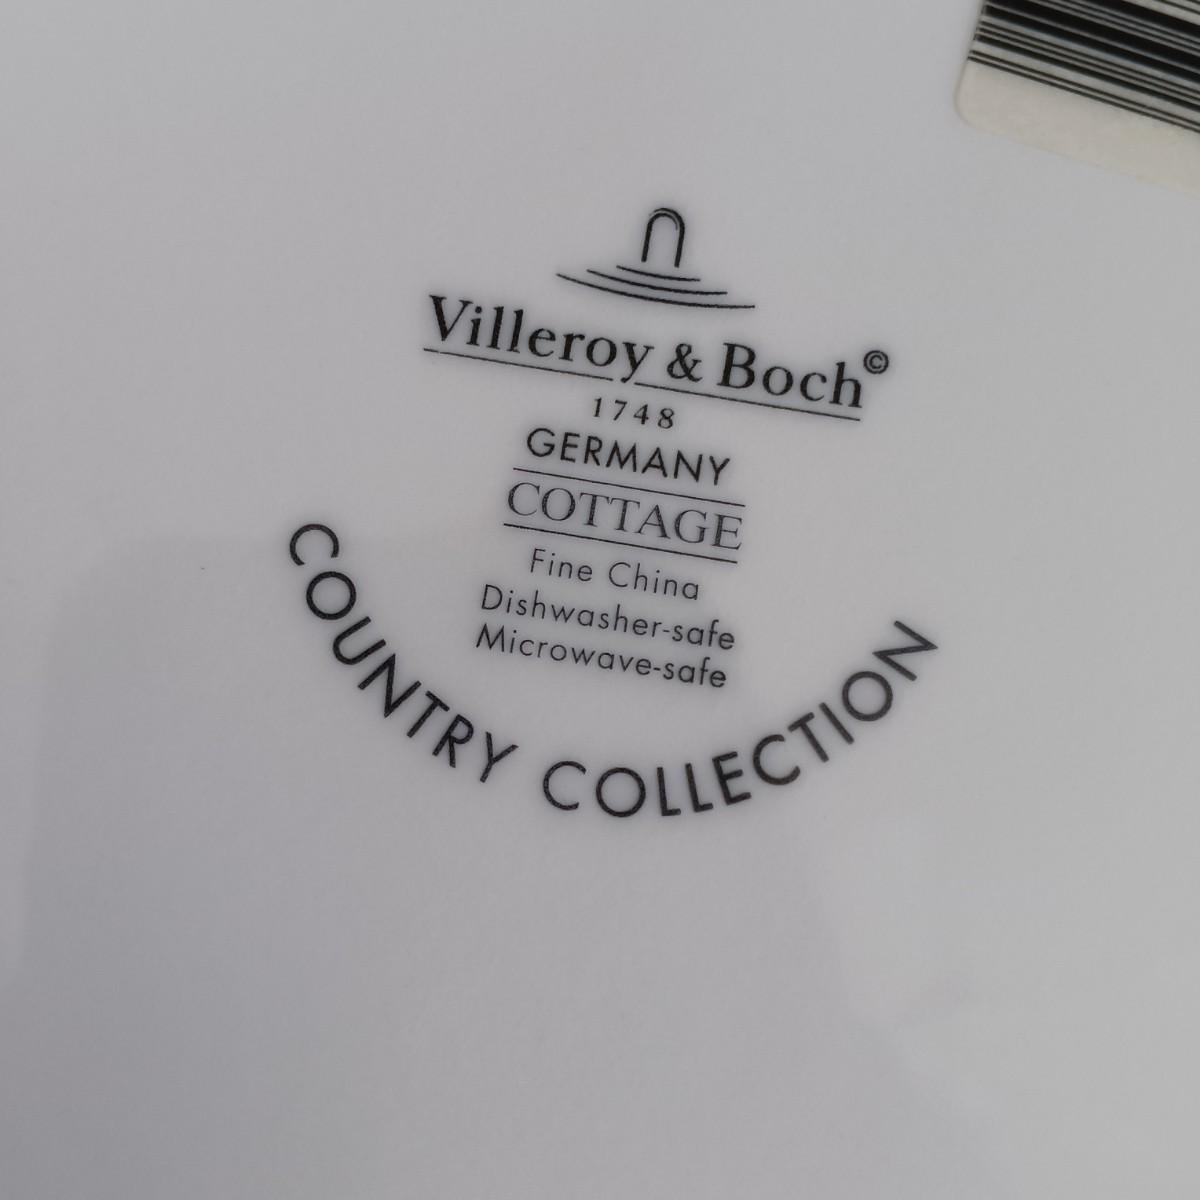 Villeroy & Boch©
1748
GERMANY
COTTAGE
Fine China
Dishwasher-safe
Microwave-safe
COUNTRY COLLECTION